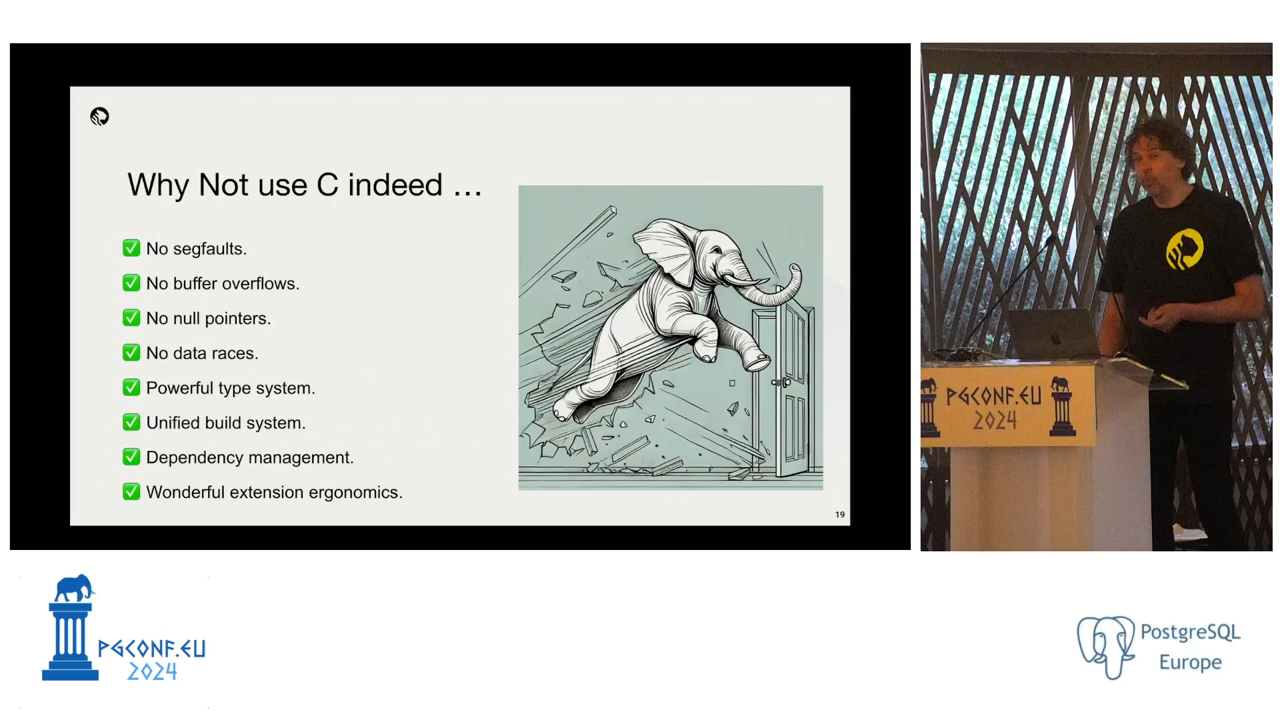 Why Not use C indeed …
✅ No segfaults.
✅ No buffer overflows.
✅ No null pointers.
✅ No data races.
✅ Powerful type system.
✅ Unified build system.
✅ Dependency management.
✅ Wonderful extension ergonomics.
19
PGCONF.EU
2024
PGCONF.EU
2024
PostgreSQL
Europe